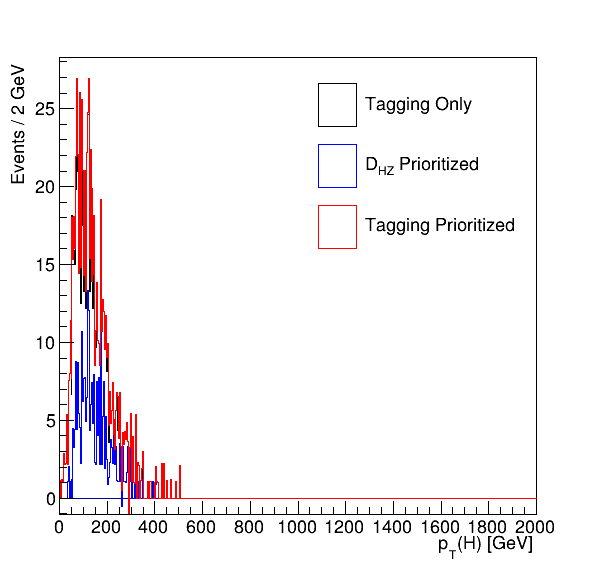 Events / 2 GeV
25
20
15
10
5
0
Tagging Only
D_HZ Prioritized
Tagging Prioritized
0 200 400 600 800 1000 1200 1400 1600 1800 2000
p_T(H) [GeV]